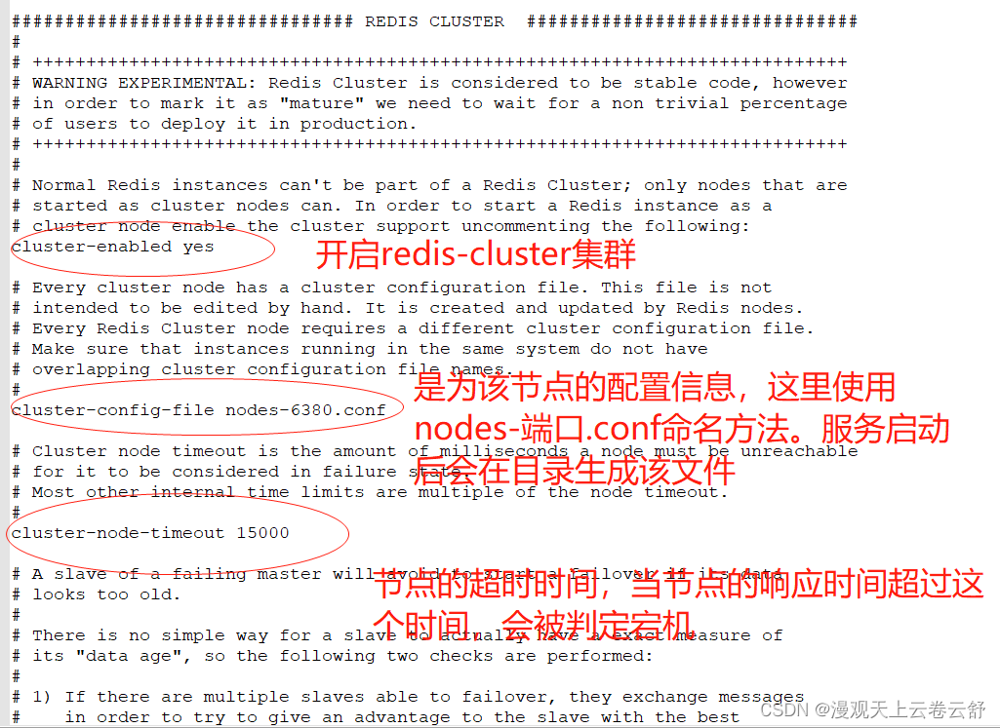 ################################ REDIS CLUSTER  ###############################
#
# ++++++++++++++++++++++++++++++++++++++++++++++++++++++++++++++++++++++++++++
# WARNING EXPERIMENTAL: Redis Cluster is considered to be stable code, however
# in order to mark it as "mature" we need to wait for a non trivial percentage
# of users to deploy it in production.
# ++++++++++++++++++++++++++++++++++++++++++++++++++++++++++++++++++++++++++++
#
# Normal Redis instances can't be part of a Redis Cluster; only nodes that are
# started as cluster nodes can. In order to start a Redis instance as a
# cluster node enable the cluster support uncommenting the following:
cluster-enabled yes
开启redis-cluster集群
# Every cluster node has a cluster configuration file. This file is not
# intended to be edited by hand. It is created and updated by Redis nodes.
# Every Redis Cluster node requires a different cluster configuration file.
# Make sure that instances running in the same system do not have
# overlapping cluster configuration file names.
#
cluster-config-file nodes-6380.conf
是为该节点的配置信息，这里使用
nodes-端口.conf命名方法。服务启动
后会在目录生成该文件
# Cluster node timeout is the amount of milliseconds a node must be unreachable
# for it to be considered in failure state.
# Most other internal time limits are multiple of the node timeout.
#
cluster-node-timeout 15000
节点的超时时间，当节点的响应时间超过这
个时间，会被判定宕机
# A slave of a failing master will avoid to start a failover if its data
# looks too old.
#
# There is no simple way for a slave to actually have a exact measure of
# its "data age", so the following two checks are performed:
#
# 1) If there are multiple slaves able to failover, they exchange messages
#    in order to try to give an advantage to the slave with the best
CSDN @漫观天上云卷云舒